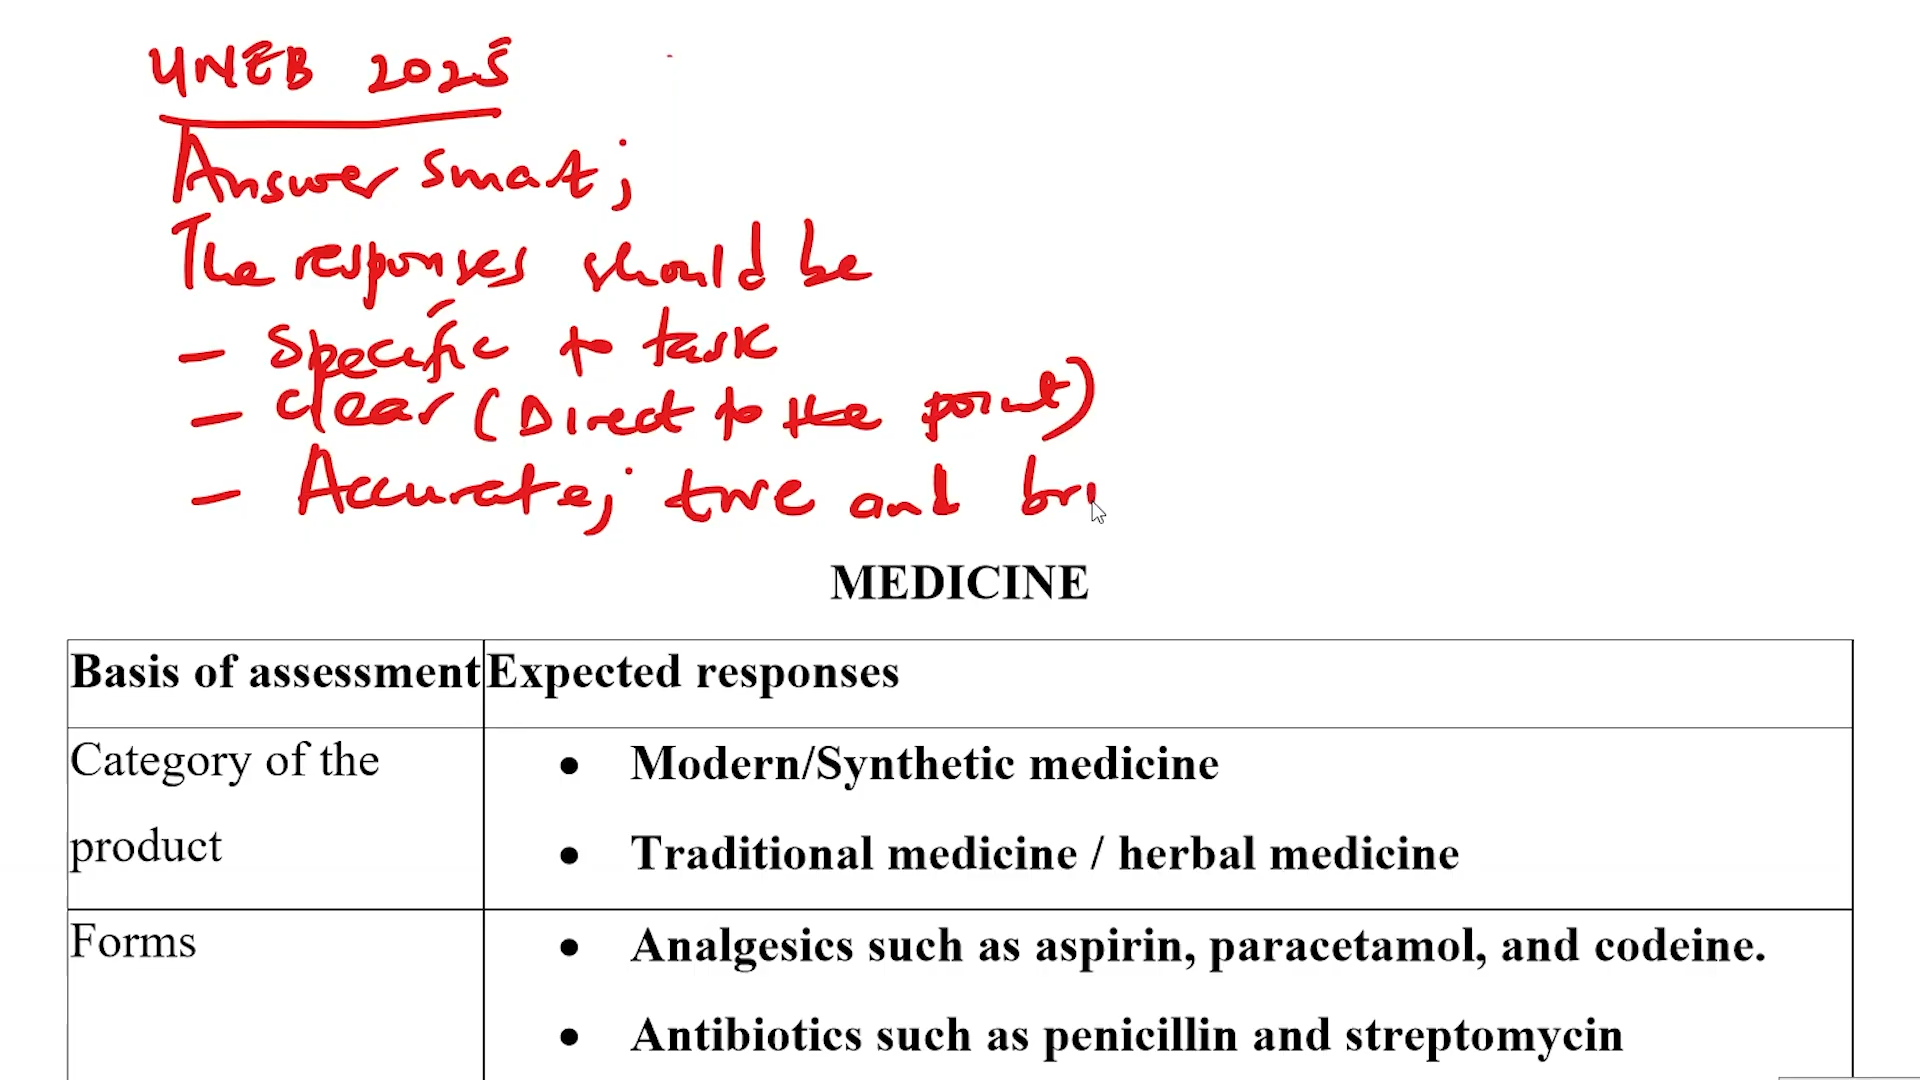 UNEB 2025
Answer smart;
The responses should be
- Specific to task
- clear (Direct to the point)
- Accurate; true and bri
MEDICINE
Basis of assessment Expected responses
Category of the product
• Modern/Synthetic medicine
• Traditional medicine / herbal medicine
Forms
• Analgesics such as aspirin, paracetamol, and codeine.
• Antibiotics such as penicillin and streptomycin